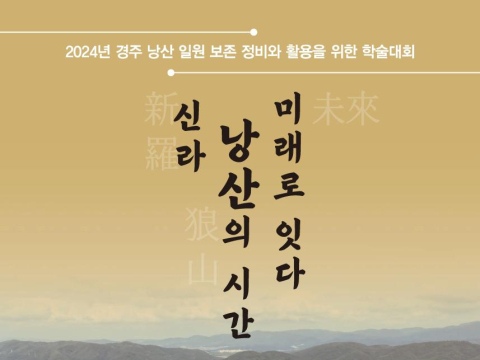 2024년 경주 낭산 일원 보존 정비와 활용을 위한 학술대회
신라
낭산의 시간
미래로 잇다
新羅
狼山
未來